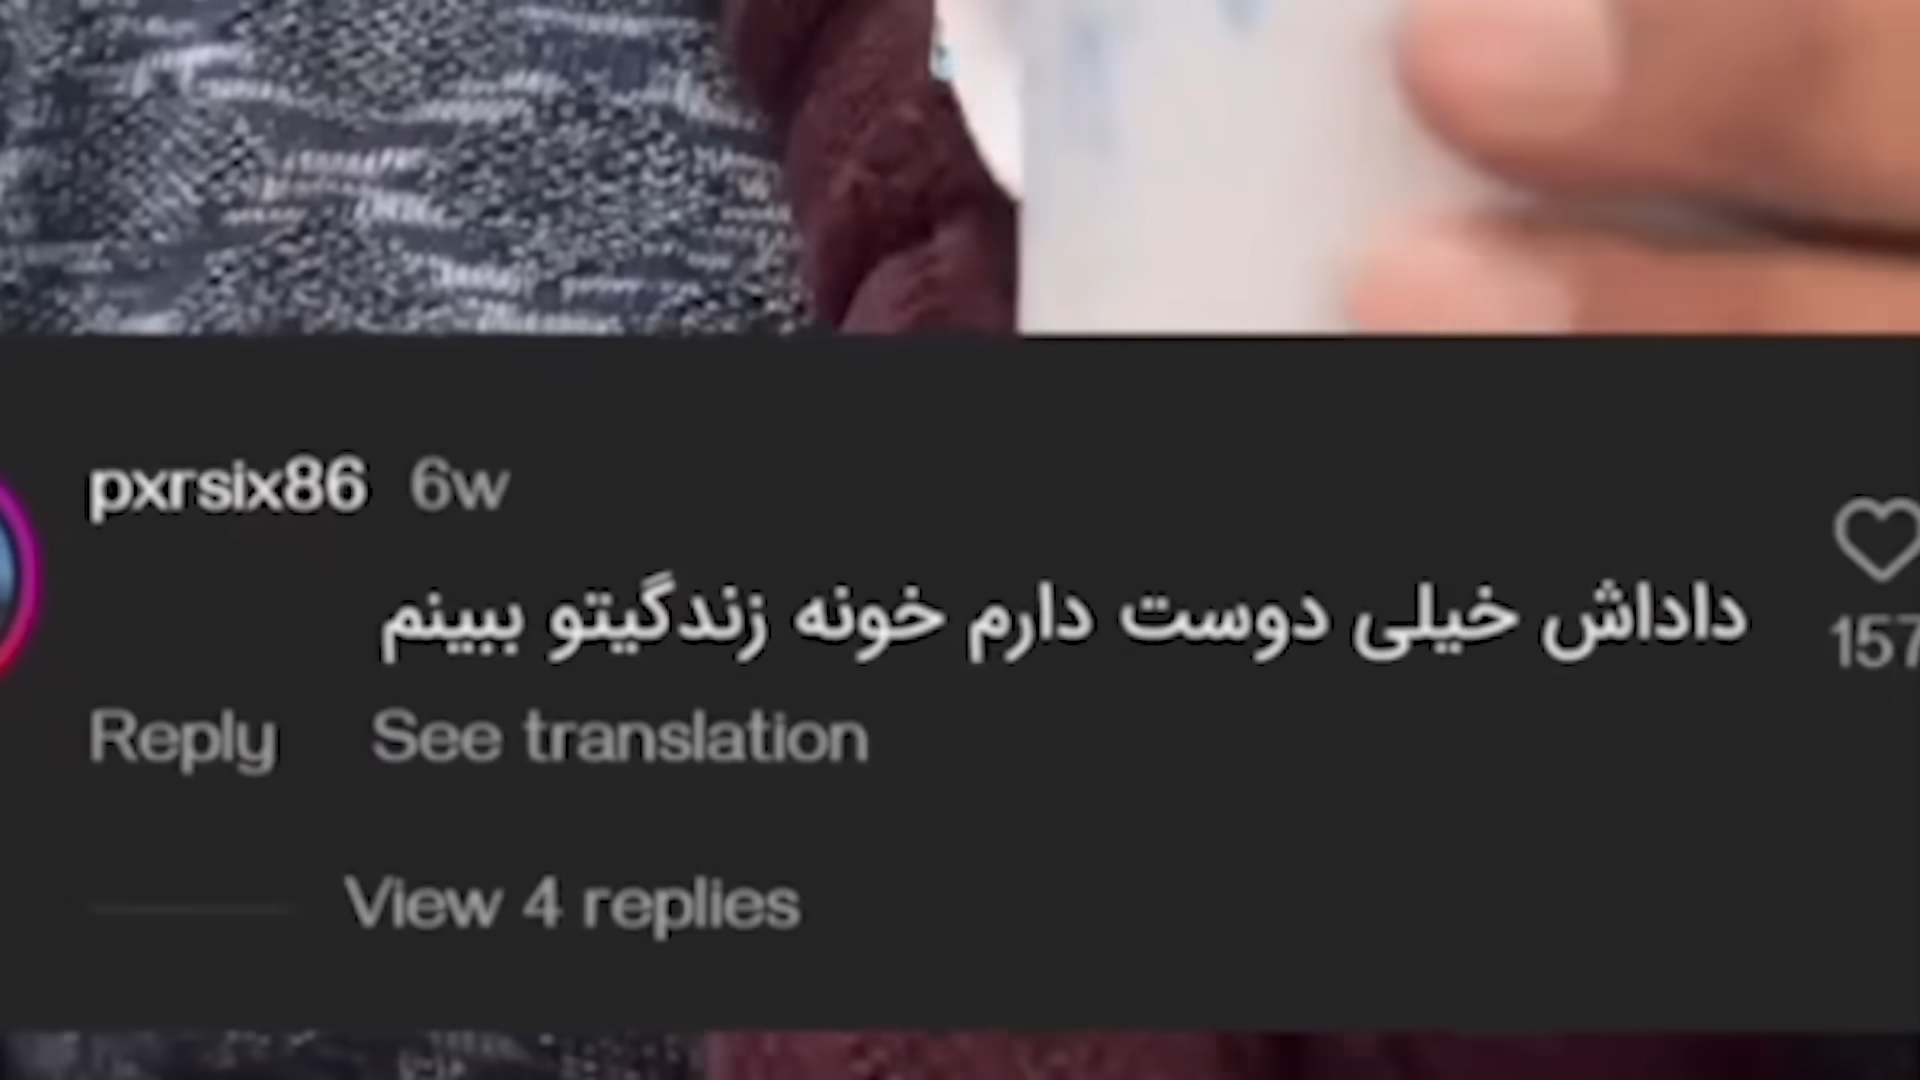 pxrsix86 6w
داداش خیلی دوست دارم خونه زندگیتو ببینم
157
Reply See translation
View 4 replies